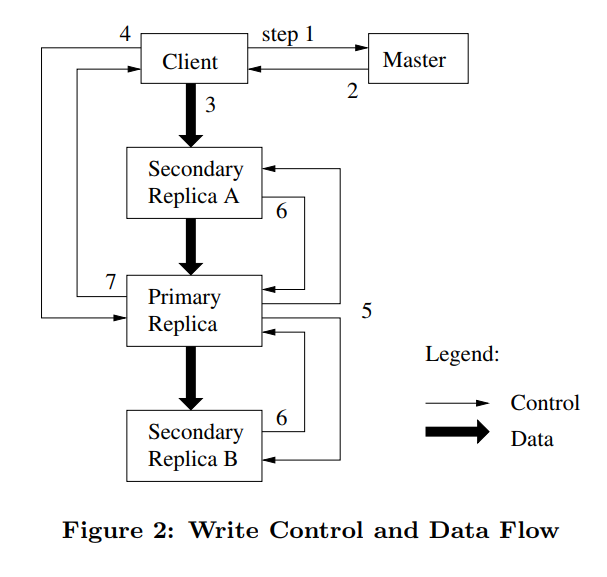 4
step 1
Client
Master
2
3
Secondary
Replica A
6
7
Primary
Replica
5
Legend:
Control
6
Secondary
Replica B
Data
Figure 2: Write Control and Data Flow